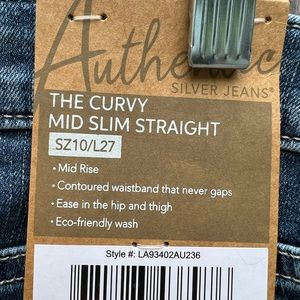 Authentic
SILVER JEANS®
THE CURVY
MID SLIM STRAIGHT
SZ10/L27
• Mid Rise
• Contoured waistband that never gaps
• Ease in the hip and thigh
• Eco-friendly wash
Style #: LA93402AU236